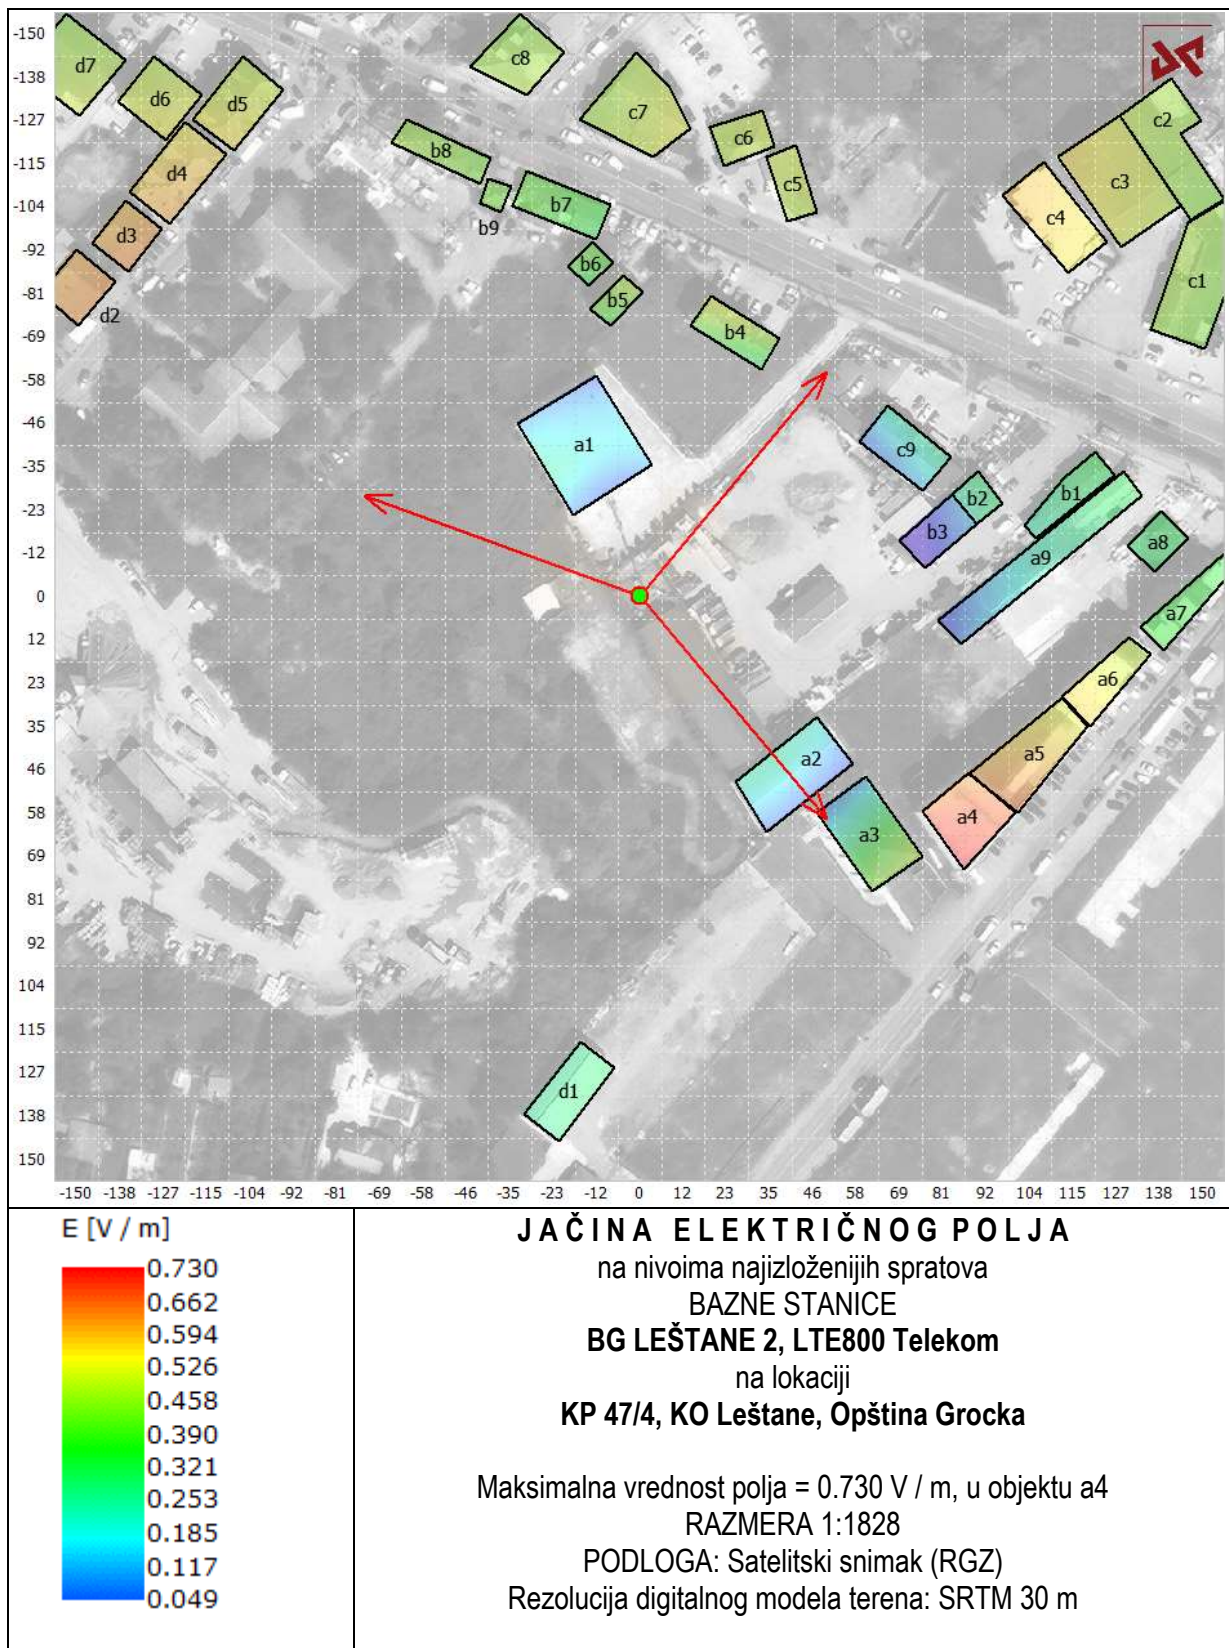 -150
-138
-127
-115
-104
-92
-81
-69
-58
-46
-35
-23
-12
0
12
23
35
46
58
69
81
92
104
115
127
138
150
d7
d6
d5
d4
d3
d2
c8
c7
c6
c5
c2
c3
c4
c1
b8
b9
b7
b6
b5
b4
a1
c9
b2
b3
b1
a9
a8
a7
a6
a5
a4
a2
a3
d1
-150 -138 -127 -115 -104 -92 -81 -69 -58 -46 -35 -23 -12 0 12 23 35 46 58 69 81 92 104 115 127 138 150
E [V / m]
0.730
0.662
0.594
0.526
0.458
0.390
0.321
0.253
0.185
0.117
0.049
JAČINA ELEKTRIČNOG POLJA
na nivoima najizloženijih spratova
BAZNE STANICE
BG LEŠTANE 2, LTE800 Telekom
na lokaciji
KP 47/4, KO Leštane, Opština Grocka
Maksimalna vrednost polja = 0.730 V / m, u objektu a4
RAZMERA 1:1828
PODLOGA: Satelitski snimak (RGZ)
Rezolucija digitalnog modela terena: SRTM 30 m